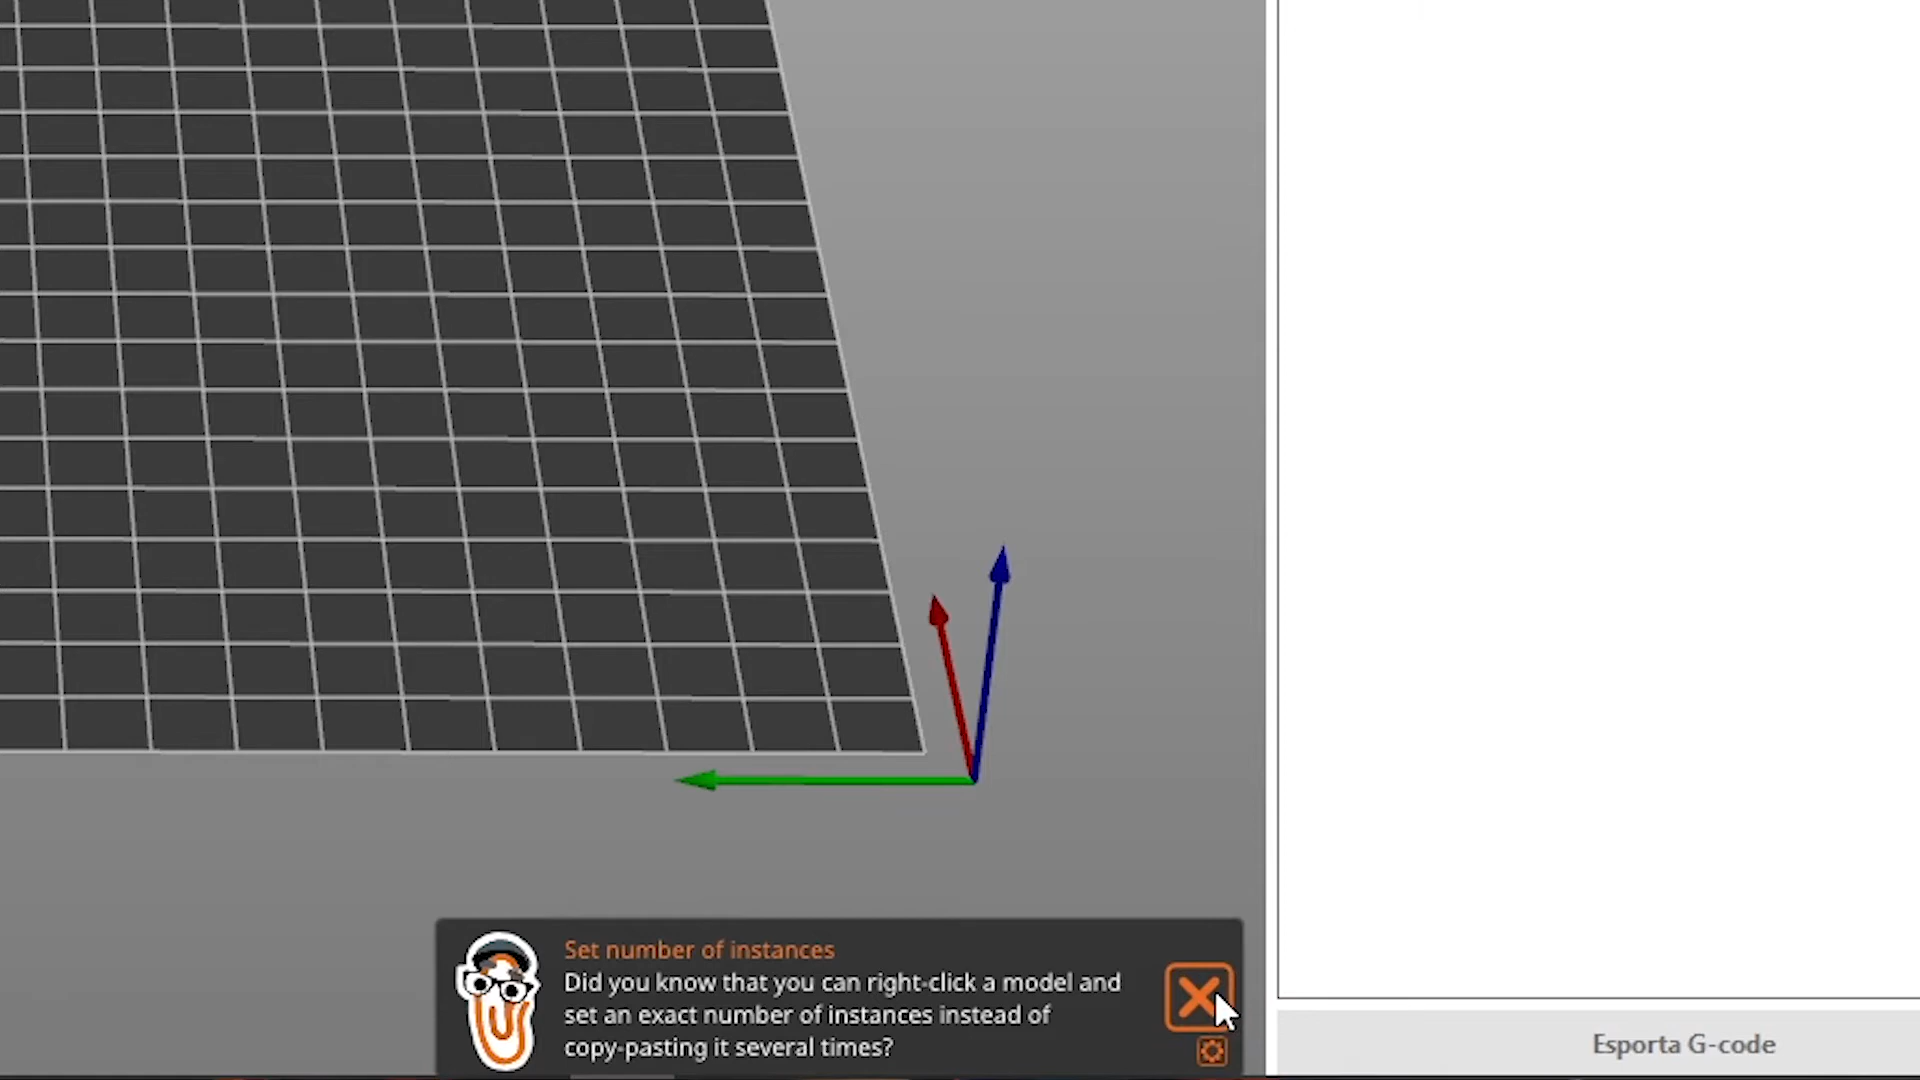 Set number of instances
Did you know that you can right-click a model and
set an exact number of instances instead of
copy-pasting it several times?
Esporta G-code